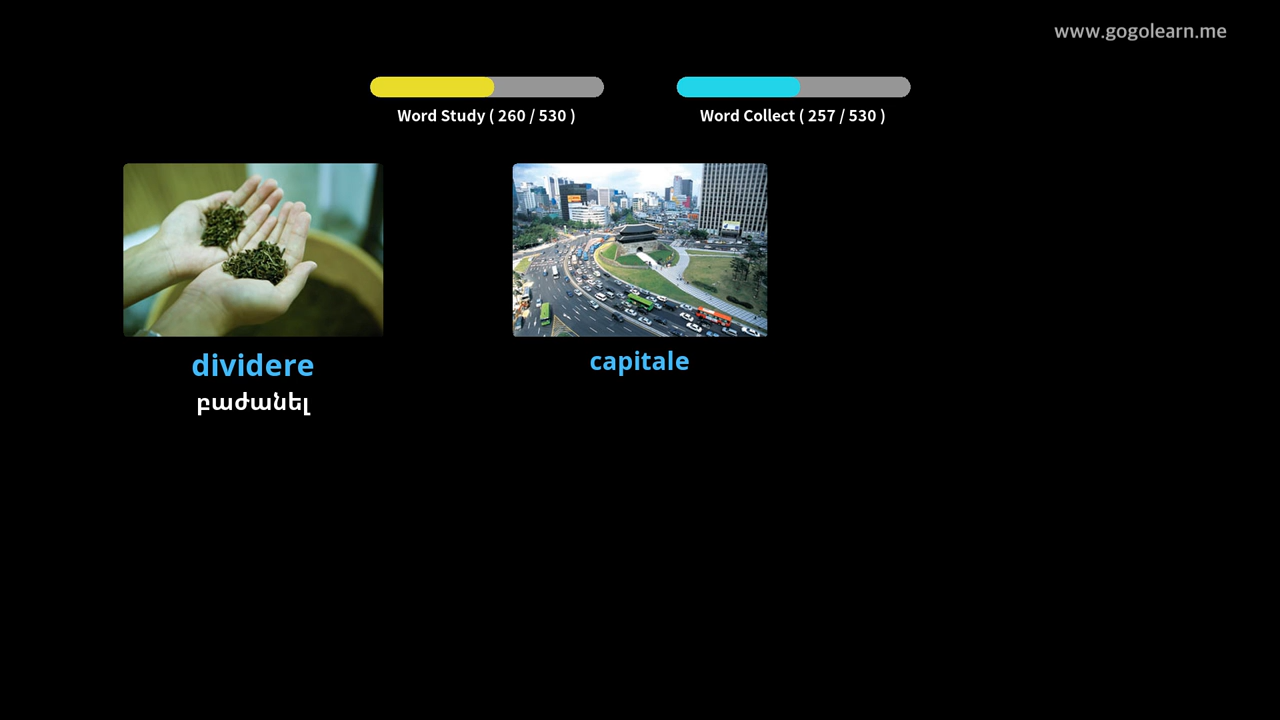 www.gogolearn.me
Word Study ( 260 / 530 )
Word Collect ( 257 / 530 )
dividere
բաժանել
capitale